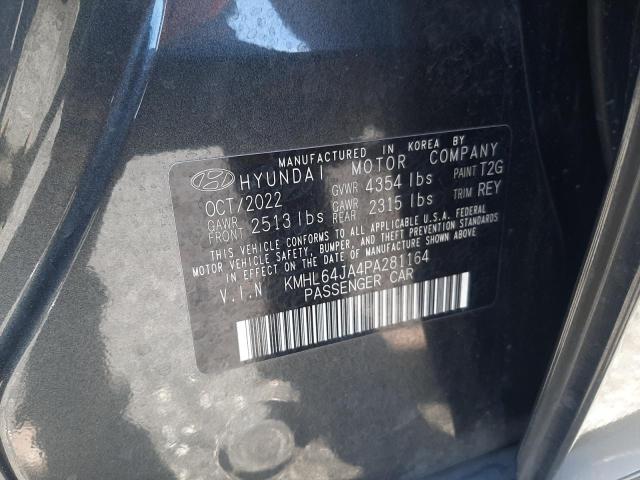 MANUFACTURED IN KOREA BY
HYUNDAI MOTOR COMPANY
OCT/2022 GVWR 4354 lbs PAINT T2G
GAWR FRONT 2513 lbs GAWR REAR 2315 lbs TRIM REY
THIS VEHICLE CONFORMS TO ALL APPLICABLE U.S.A. FEDERAL
MOTOR VEHICLE SAFETY, BUMPER, AND THEFT PREVENTION STANDARDS
IN EFFECT ON THE DATE OF MANUFACTURE SHOWN ABOVE.
V.I.N KMHL64JA4PA281164
PASSENGER CAR